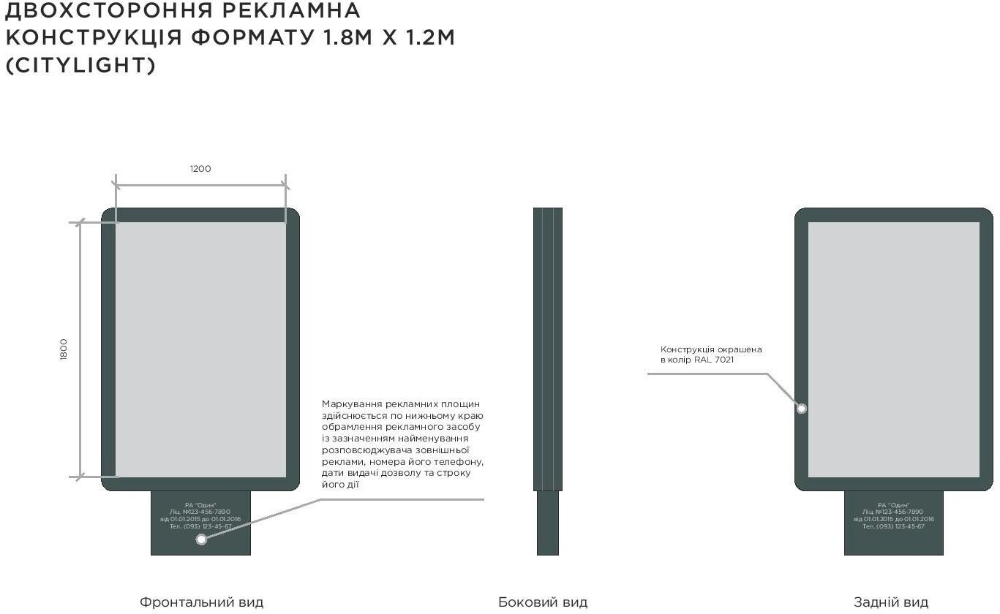 ДВОХСТОРОННЯ РЕКЛАМНА
КОНСТРУКЦІЯ ФОРМАТУ 1.8М Х 1.2М
(CITYLIGHT)
1200
1800
Маркування рекламних площин
здійснюється по нижньому краю
обрамлення рекламного засобу
із зазначенням найменування
розповсюджувача зовнішньої
реклами, номера його телефону,
дати видачі дозволу та строку
його дії
РА "Один"
Ліц. №123-456-7890
від 01.01.2015 до 01.01.2016
Тел. (093) 123-45-67
Конструкція окрашена
в колір RAL 7021
РА "Один"
Ліц. №123-456-7890
від 01.01.2015 до 01.01.2016
Тел. (093) 123-45-67
Фронтальний вид
Боковий вид
Задній вид